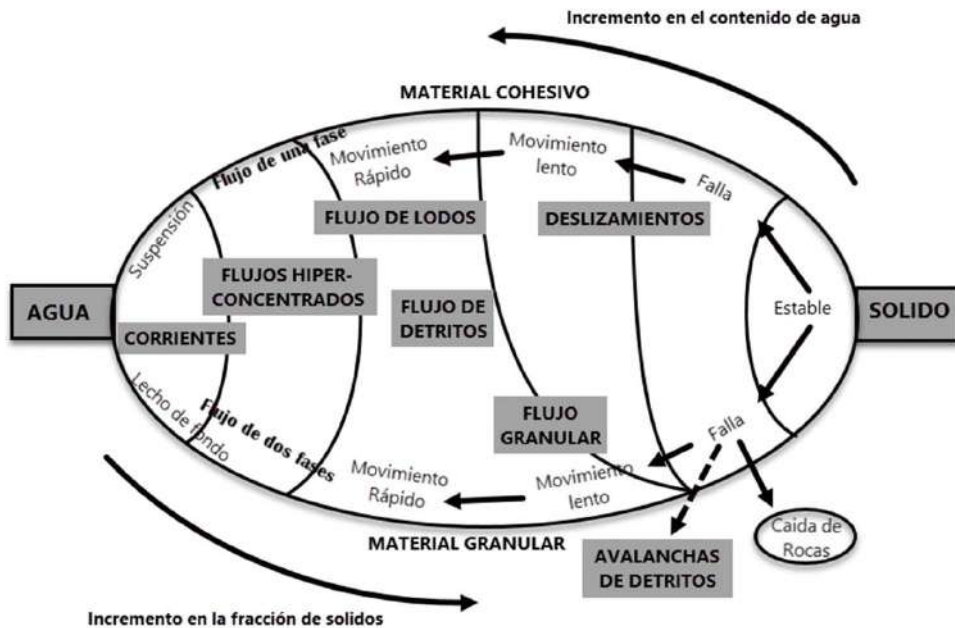 Incremento en el contenido de agua
MATERIAL COHESIVO
Flujo de una fase
Movimiento
Rápido
Movimiento
lento
Falla
Suspensión
FLUJO DE LODOS
DESLIZAMIENTOS
FLUJOS HIPER-
CONCENTRADOS
AGUA
FLUJO DE
DETRITOS
Estable
SOLIDO
CORRIENTES
Lecho de fondo
Flujo de dos fases
FLUJO
GRANULAR
Falla
Movimiento
Rápido
Movimiento
lento
Caida de
Rocas
MATERIAL GRANULAR
AVALANCHAS
DE DETRITOS
Incremento en la fracción de solidos